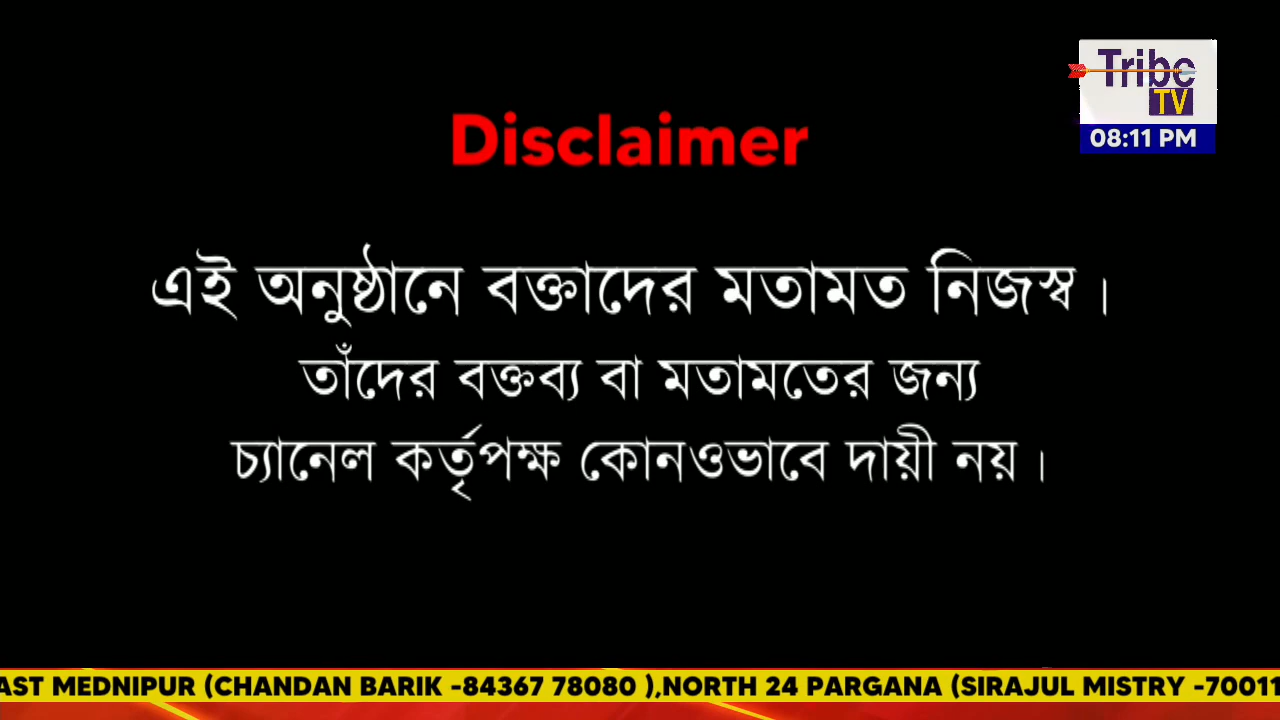 Tribe
TV
08:11 PM
Disclaimer
এই অনুষ্ঠানে বক্তাদের মতামত নিজস্ব।
তাঁদের বক্তব্য বা মতামতের জন্য
চ্যানেল কর্তৃপক্ষ কোনওভাবে দায়ী নয়।
AST MEDNIPUR (CHANDAN BARIK -84367 78080 ),NORTH 24 PARGANA (SIRAJUL MISTRY -70011